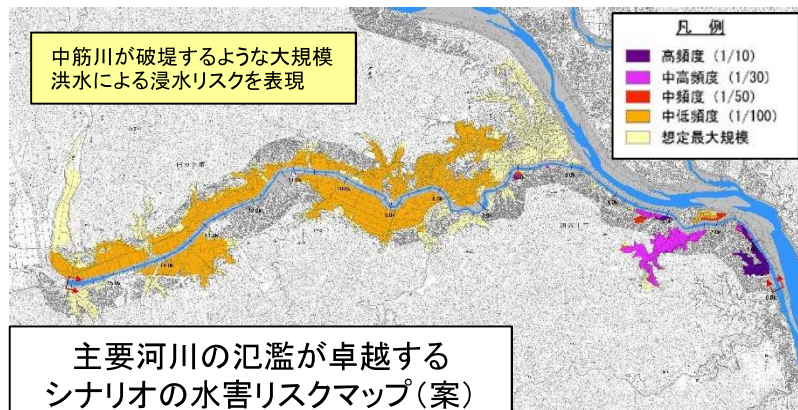 中筋川が破堤するような大規模
洪水による浸水リスクを表現
凡 例
高頻度（1/10）
中高頻度（1/30）
中頻度（1/50）
中低頻度（1/100）
想定最大規模
主要河川の氾濫が卓越する
シナリオの水害リスクマップ（案）